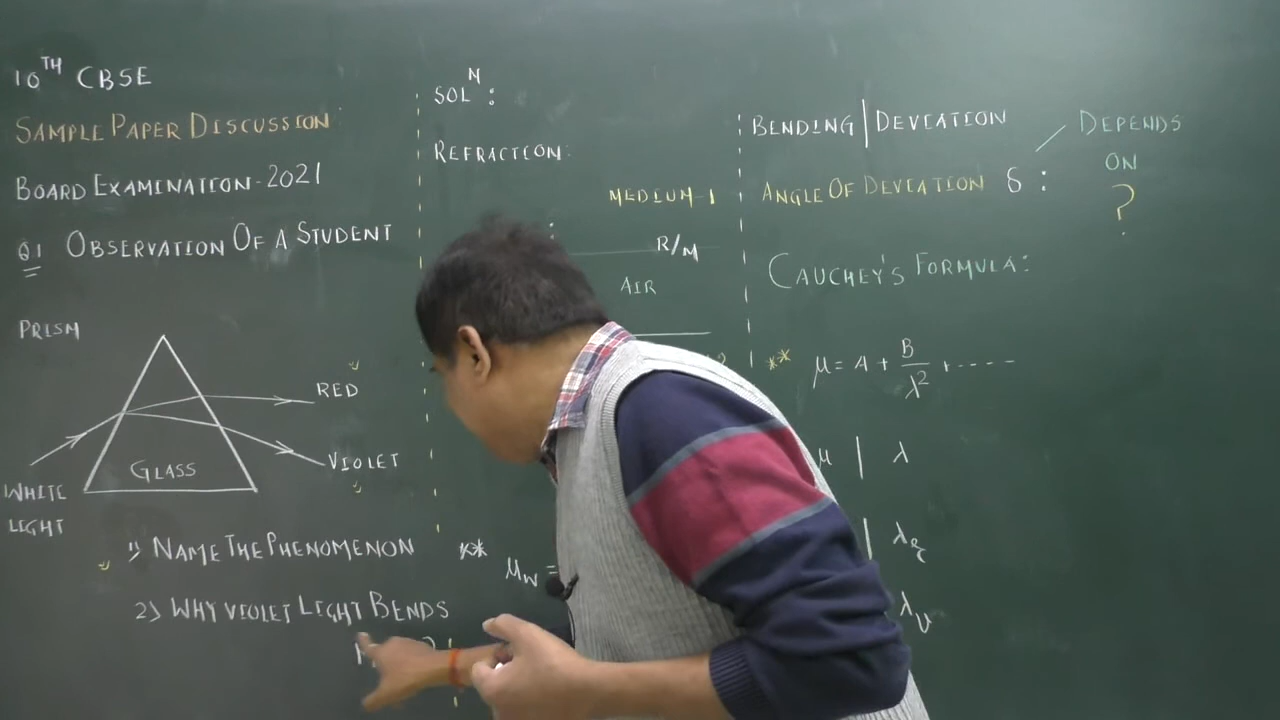 10TH CBSE
SAMPLE PAPER DISCUSSION:
BOARD EXAMINATION-2021
Q1 OBSERVATION OF A STUDENT
PRISM
RED
GLASS
VIOLET
WHITE
LIGHT
1) NAME THE PHENOMENON
2) WHY VIOLET LIGHT BENDS
SOLN:
REFRACTION:
MEDIUM-1
R/M
AIR
** μW =
BENDING | DEVIATION
ANGLE OF DEVIATION δ :
DEPENDS
ON
?
CAUCHEY'S FORMULA:
** μ = A + B/λ2 + ----
μ | λ
| λR
λV